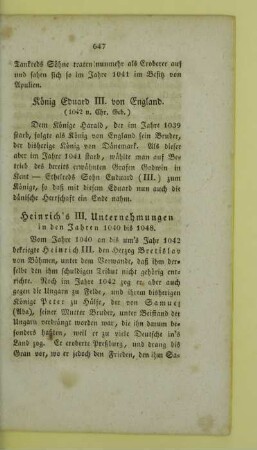 647
Tankreds Söhne traten nunmehr als Eroberer auf
und sahen sich so im Jahre 1041 im Besitz von
Apulien.
König Eduard III. von England.
(1042 n. Chr. Geb.)
Dem Könige Harald, der im Jahre 1039
starb, folgte als König von England sein Bruder,
der bisherige König von Dänemark. Als dieser
aber im Jahre 1041 starb, wählte man auf Be-
treib des bereits erwähnten Grafen Godwin in
Kent — Ethelreds Sohn Euduard (III.) zum
Könige, so daß mit diesem Eduard nun auch die
dänische Herrschaft ein Ende nahm.
Heinrich's III. Unternehmungen
in den Jahren 1040 bis 1048.
Vom Jahre 1040 an bis um's Jahr 1042
bekriegte Heinrich III. den Herzog Bretislav
von Böhmen, unter dem Vorwande, daß ihm der-
selbe den ihm schuldigen Tribut nicht gehörig ent-
richte. Noch im Jahre 1042 zog er aber auch
gegen die Ungarn zu Felde, und ihrem bisherigen
Könige Peter zu Hülfe, der von Samuel
(Aba), seiner Mutter Bruder, unter Beistand der
Ungarn verdrängt worden war, die ihn darum be-
sonders haßten, weil er zu viele Deutsche in's
Land zog. Er eroberte Preßburg, und drang bis
Gran vor, wo er jedoch den Frieden, den ihm Sa-